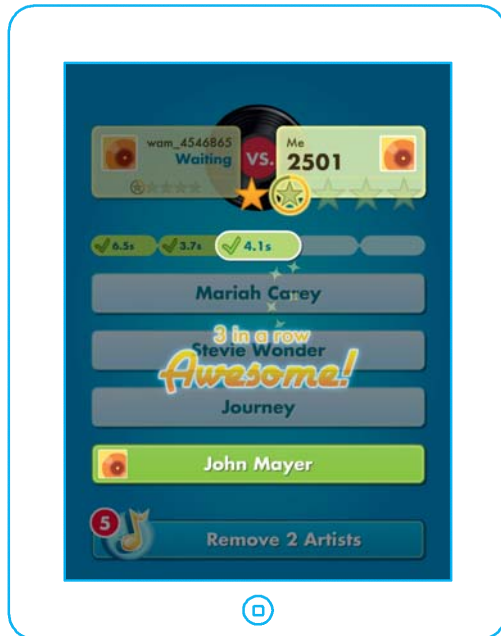 wam_4546865
Waiting
VS.
Me
2501
6.5s
3.7s
4.1s
Mariah Carey
3 in a row
Stevie Wonder
Awesome!
Journey
John Mayer
5
Remove 2 Artists